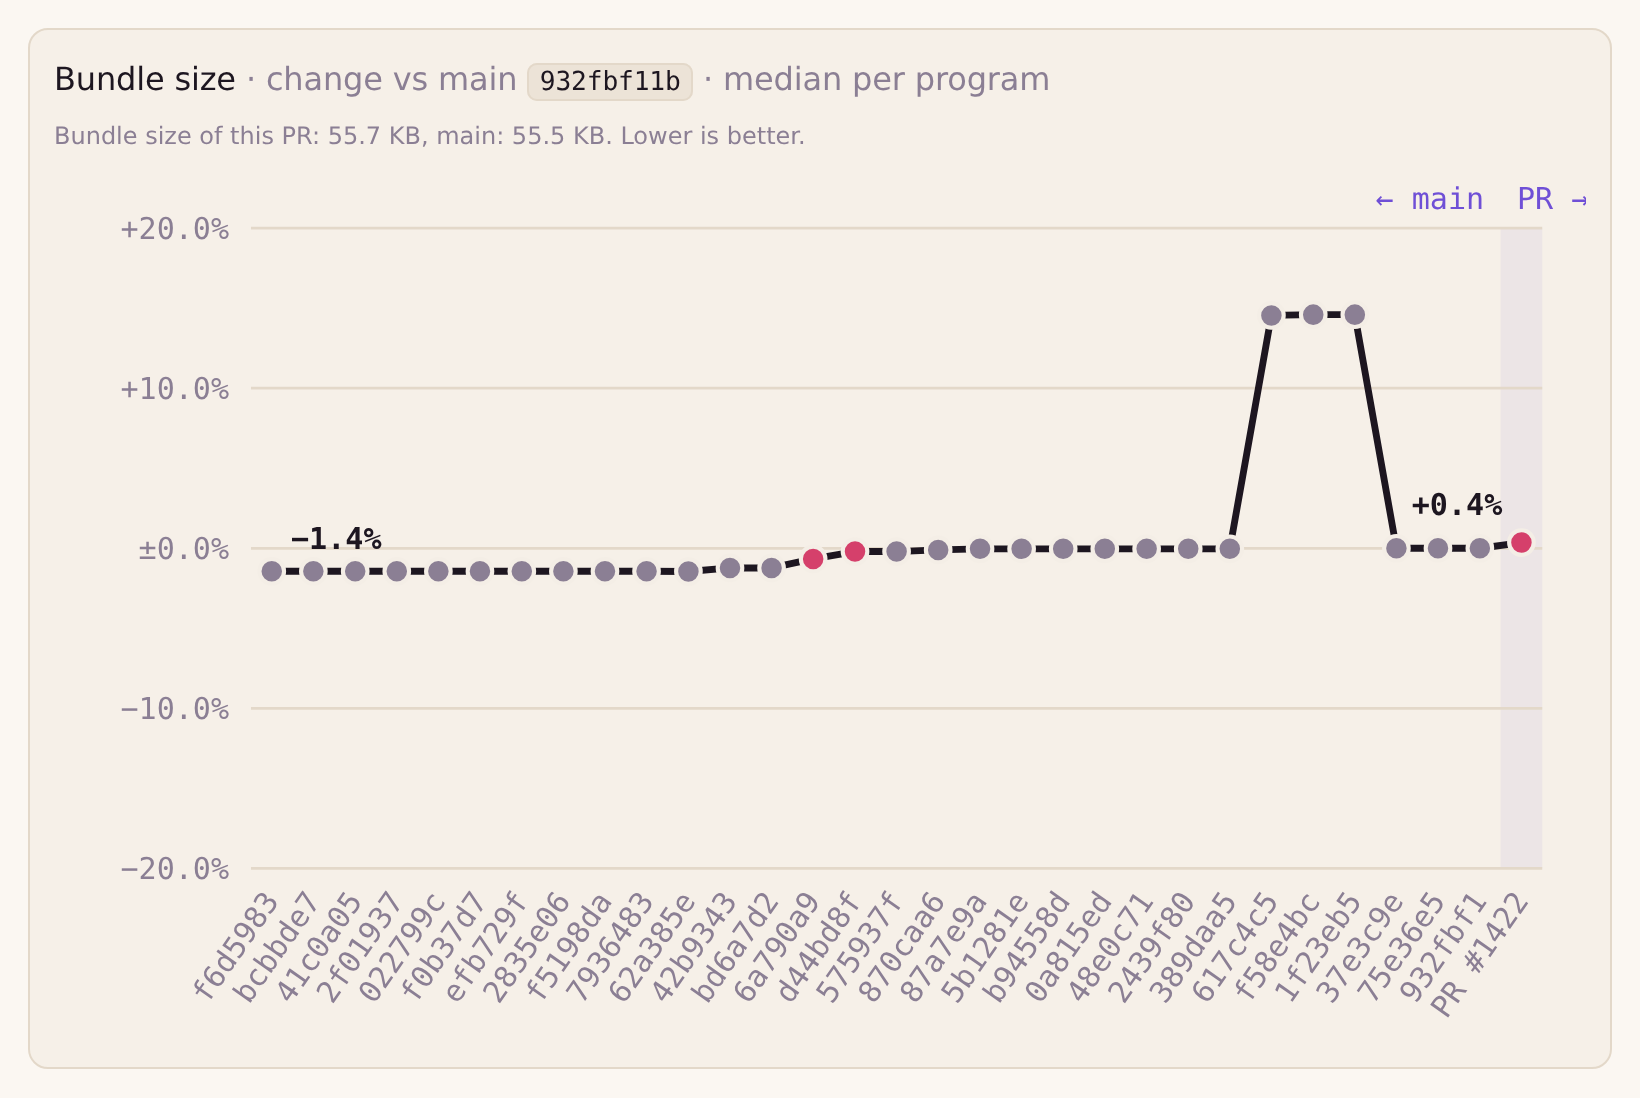 Bundle size · change vs main 932fbf11b · median per program
Bundle size of this PR: 55.7 KB, main: 55.5 KB. Lower is better.
← main PR →
+20.0%
+10.0%
±0.0%
−10.0%
−20.0%
−1.4%
+0.4%
f6d5983
bcbbde7
41c0a05
2f01937
022799c
f0b37d7
efb729f
2835e06
f5198da
7936483
62a385e
42b9343
bd6a7d2
6a790a9
d44bd8f
575937f
870caa6
87a7e9a
5b1281e
b94558d
0a815ed
48e0c71
2439f80
389daa5
617c4c5
f58e4bc
1f23eb5
37e3c9e
75e36e5
932fbf1
PR #1422